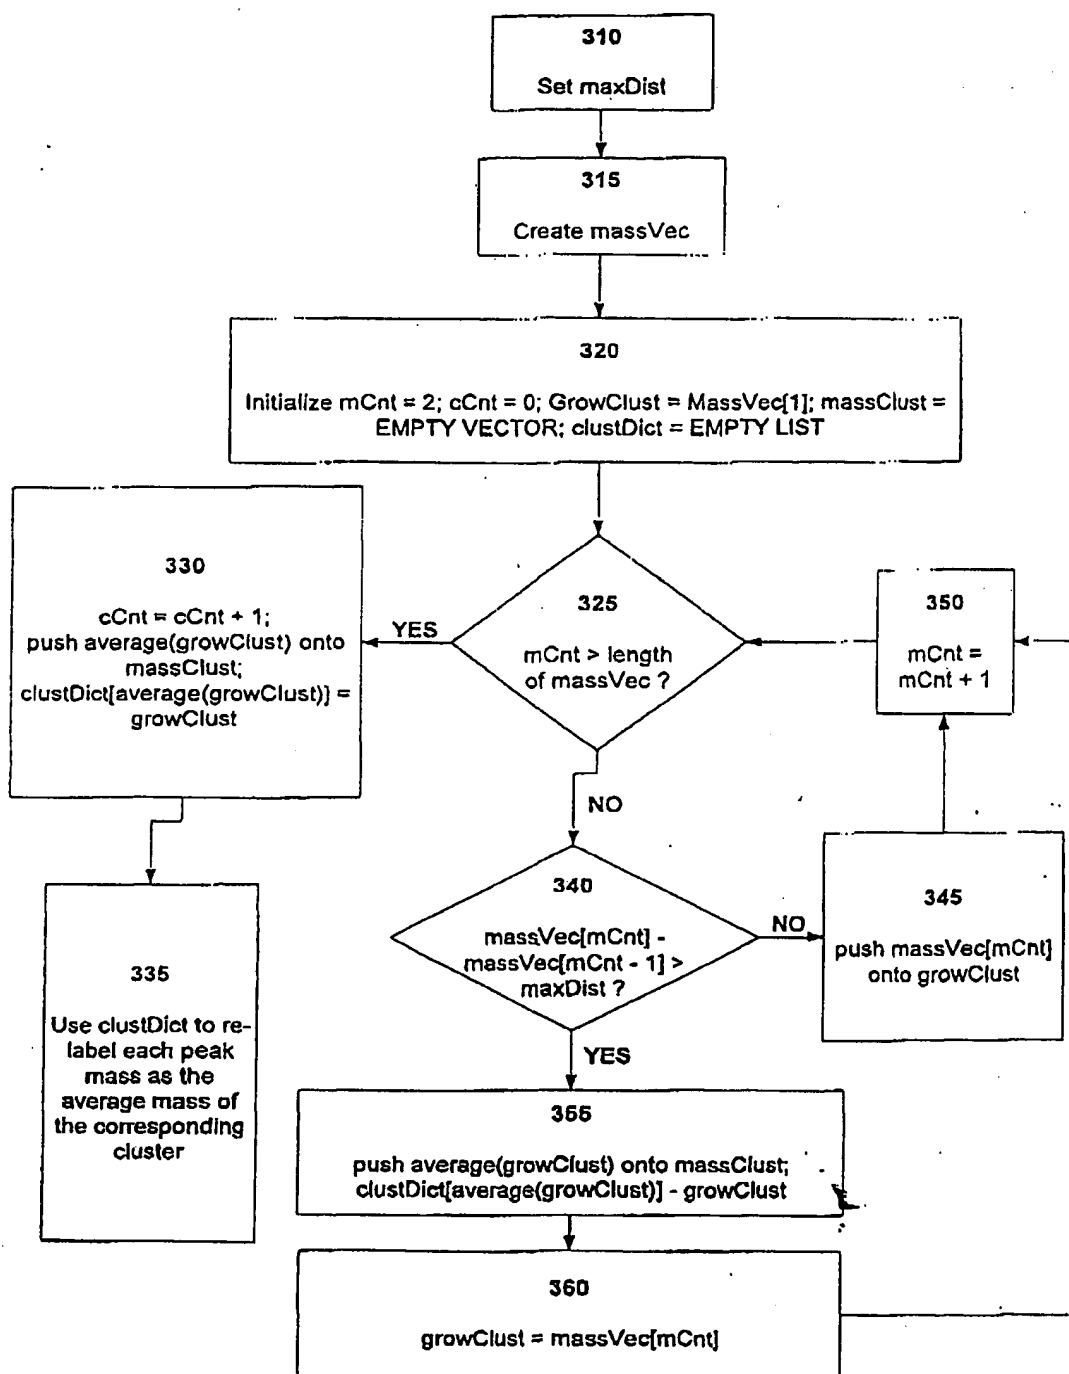 310
Set maxDist
315
Create massVec
320
Initialize mCnt = 2; cCnt = 0; GrowClust = MassVec[1]; massClust =
EMPTY VECTOR; clustDict = EMPTY LIST
330
cCnt = cCnt + 1;
push average(growClust) onto
massClust;
clustDict[average(growClust)] =
growClust
YES
325
mCnt > length
of massVec ?
350
mCnt =
mCnt + 1
NO
340
massVec[mCnt] -
massVec[mCnt - 1] >
maxDist ?
NO
345
push massVec[mCnt]
onto growClust
335
Use clustDict to re-
label each peak
mass as the
average mass of
the corresponding
cluster
YES
355
push average(growClust) onto massClust;
clustDict[average(growClust)] - growClust
360
growClust = massVec[mCnt]